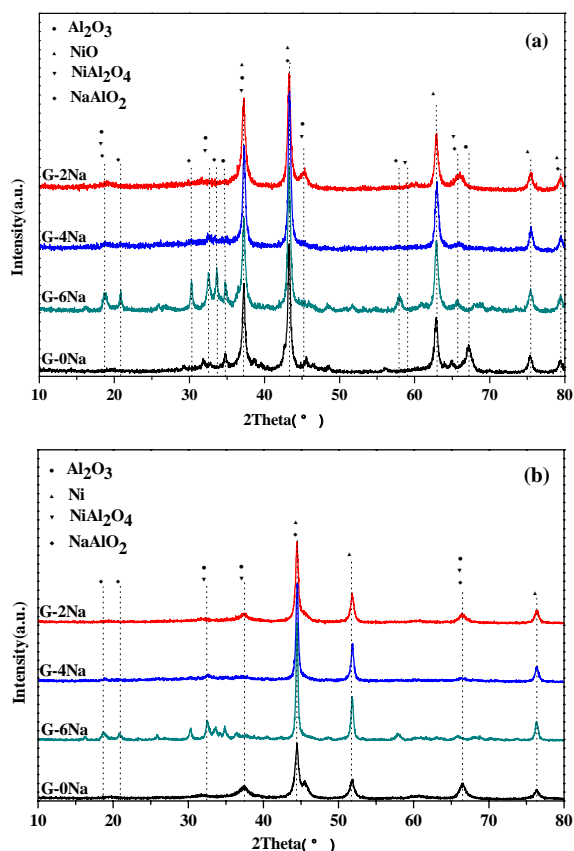 (a)
● Al₂O₃
▲ NiO
▼ NiAl₂O₄
◆ NaAlO₂
G-2Na
G-4Na
G-6Na
G-0Na
Intensity(a.u.)
10 20 30 40 50 60 70 80
2Theta(°)
(b)
● Al₂O₃
▲ Ni
▼ NiAl₂O₄
◆ NaAlO₂
G-2Na
G-4Na
G-6Na
G-0Na
Intensity(a.u.)
10 20 30 40 50 60 70 80
2Theta(°)